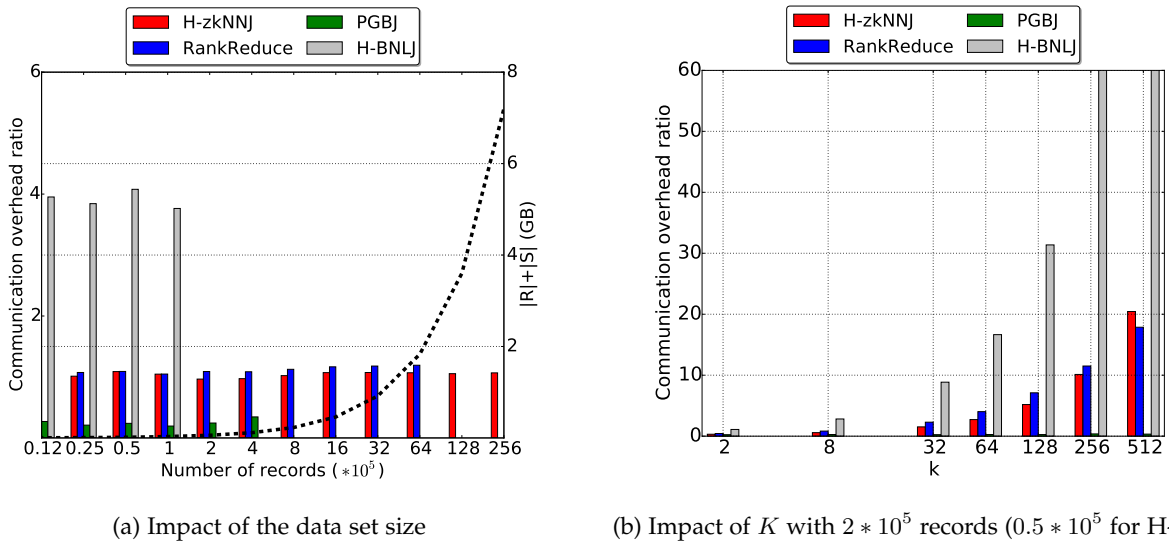 H-zkNNJ PGBJ
RankReduce H-BNLJ
6
4
2
Communication overhead ratio
8
6
4
2
|R|+|S| (GB)
0.12 0.25 0.5 1 2 4 8 16 32 64 128 256
Number of records (*10^5)
(a) Impact of the data set size
H-zkNNJ PGBJ
RankReduce H-BNLJ
60
50
40
30
20
10
0
Communication overhead ratio
2 8 32 64 128 256 512
k
(b) Impact of K with 2 * 10^5 records (0.5 * 10^5 for H-